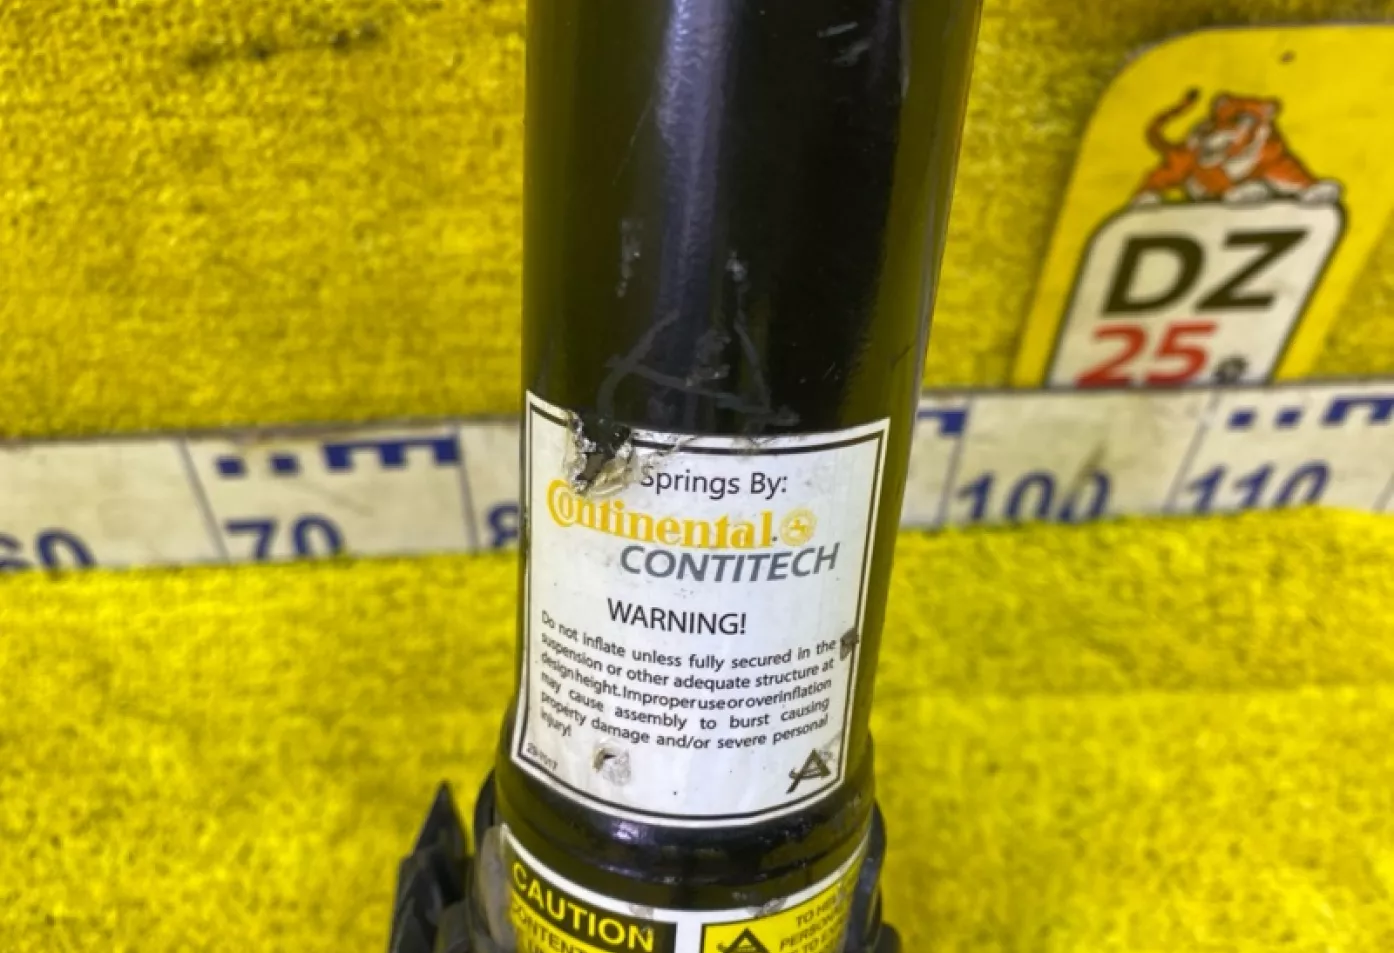 DZ
25
60
70
100
110
Springs By:
Continental
CONTITECH
WARNING!
Do not inflate unless fully secured in the
suspension or other adequate structure at
design height. Improper use or overinflation
may cause assembly to burst causing
property damage and/or severe personal
injury!
CAUTION